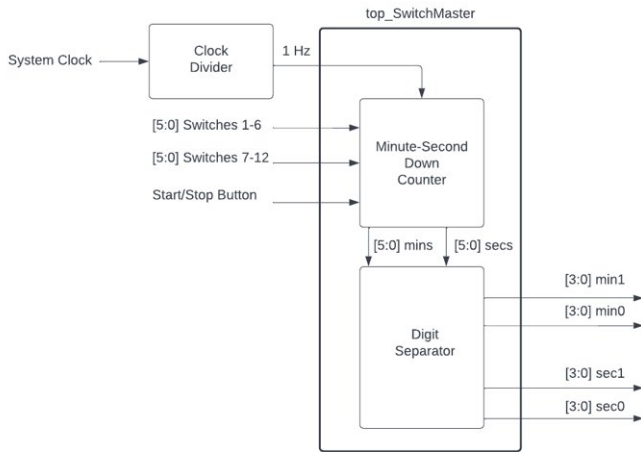 top_SwitchMaster
System Clock
Clock
Divider
1 Hz
[5:0] Switches 1-6
[5:0] Switches 7-12
Start/Stop Button
Minute-Second
Down
Counter
[5:0] mins
[5:0] secs
Digit
Separator
[3:0] min1
[3:0] min0
[3:0] sec1
[3:0] sec0